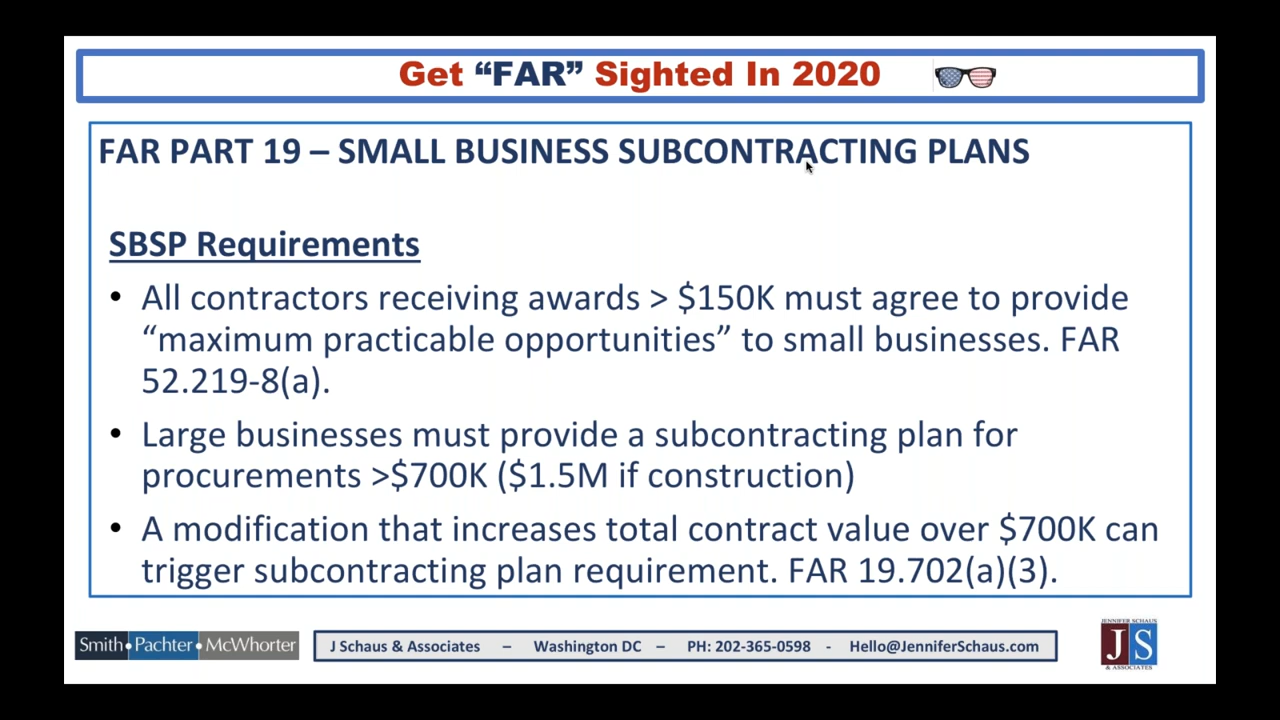 Get “FAR” Sighted In 2020
FAR PART 19 – SMALL BUSINESS SUBCONTRACTING PLANS
SBSP Requirements
• All contractors receiving awards > $150K must agree to provide
“maximum practicable opportunities” to small businesses. FAR
52.219-8(a).
• Large businesses must provide a subcontracting plan for
procurements >$700K ($1.5M if construction)
• A modification that increases total contract value over $700K can
trigger subcontracting plan requirement. FAR 19.702(a)(3).
Smith • Pachter • McWhorter
J Schaus & Associates – Washington DC – PH: 202-365-0598 - Hello@JenniferSchaus.com
JENNIFER SCHAUS
JS
& ASSOCIATES